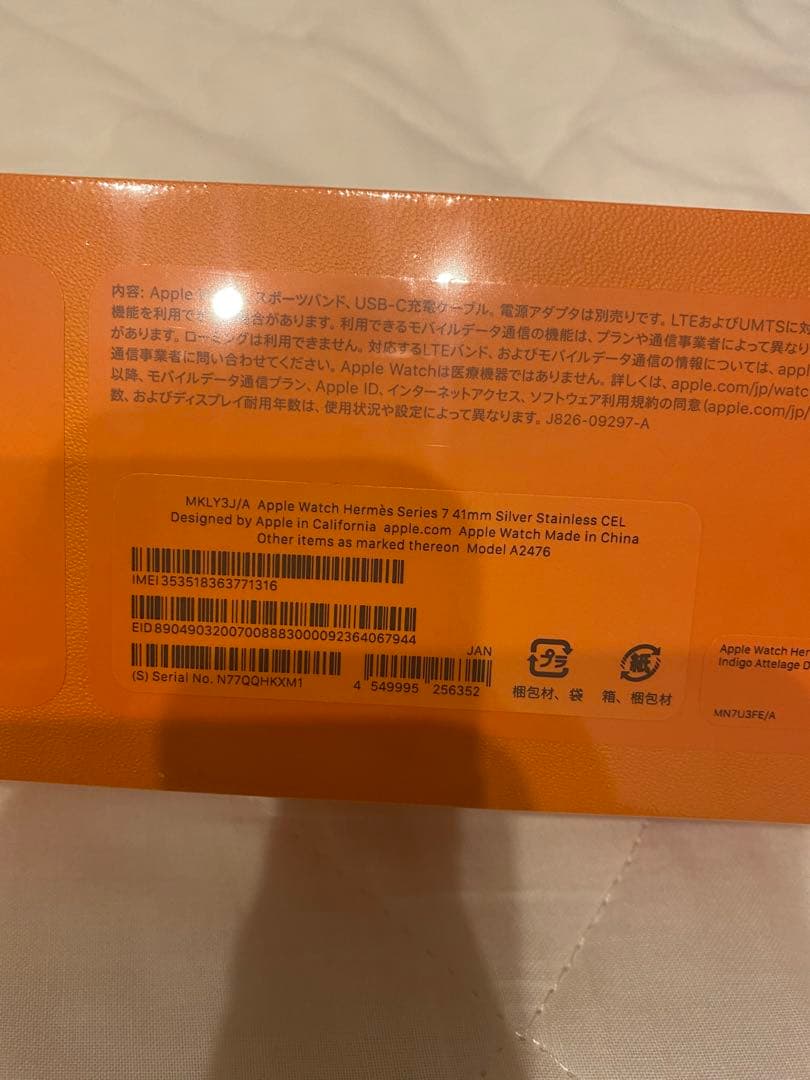 内容: Apple スポーツバンド、USB-C充電ケーブル。電源アダプタは別売りです。LTEおよびUMTSに対
機能を利用でき 場合があります。利用できるモバイルデータ通信の機能は、プランや通信事業者によって異なり
があります。ローミングは利用できません。対応するLTEバンド、およびモバイルデータ通信の情報については、appl
通信事業者に問い合わせてください。Apple Watchは医療機器ではありません。詳しくは、apple.com/jp/watc
以降、モバイルデータ通信プラン、Apple ID、インターネットアクセス、ソフトウェア利用規約の同意(apple.com/jp/
数、およびディスプレイ耐用年数は、使用状況や設定によって異なります。J826-09297-A
MKLY3J/A Apple Watch Hermès Series 7 41mm Silver Stainless CEL
Designed by Apple in California apple.com Apple Watch Made in China
Other items as marked thereon Model A2476
IMEI 353518363771316
EID 89049032007008883000092364067944
JAN
(S) Serial No. N77QQHKXM1
4 549995 256352
プラ
紙
梱包材、袋 箱、梱包材
Apple Watch Her
Indigo Attelage D
MN7U3FE/A